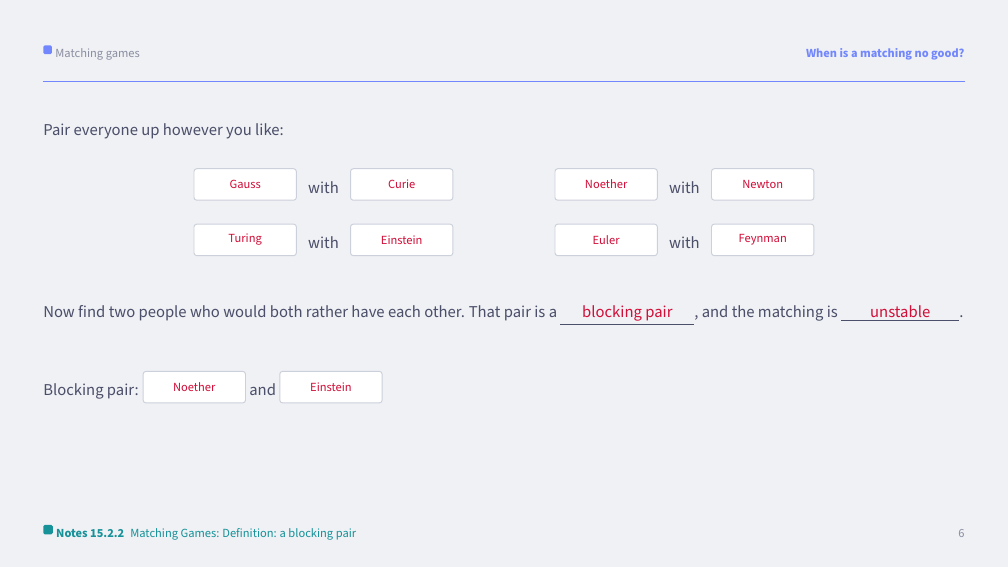 Matching games
When is a matching no good?
Pair everyone up however you like:
Gauss with Curie Noether with Newton
Turing with Einstein Euler with Feynman
Now find two people who would both rather have each other. That pair is a blocking pair, and the matching is unstable.
Blocking pair: Noether and Einstein
Notes 15.2.2 Matching Games: Definition: a blocking pair
6